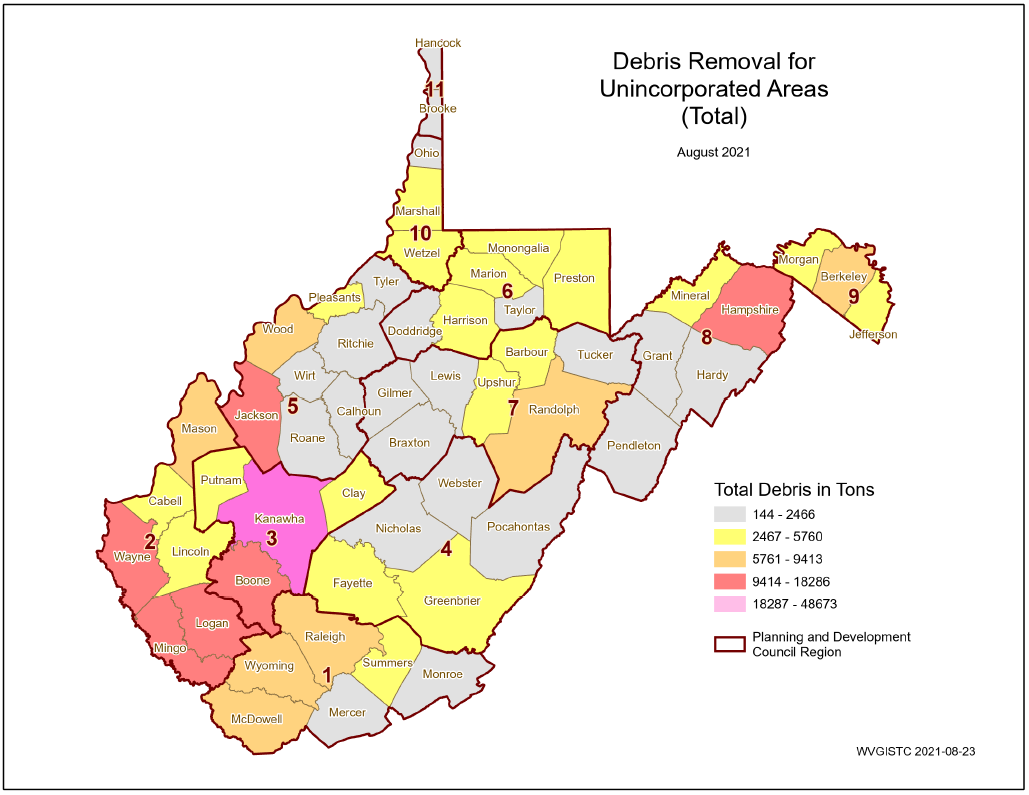 Debris Removal for
Unincorporated Areas
(Total)
August 2021
Hancock
11
Brooke
Ohio
Marshall
10
Wetzel
Monongalia
Marion
Preston
6
Taylor
Harrison
Tyler
Pleasants
Doddridge
Wood
Ritchie
Wirt
5
Jackson
Calhoun
Roane
Gilmer
Lewis
Braxton
Barbour
Upshur
7
Tucker
Randolph
Mineral
Hampshire
8
Grant
Hardy
Pendleton
Morgan
Berkeley
9
Jefferson
Mason
Putnam
Cabell
Kanawha
3
Clay
Wayne
2
Lincoln
Boone
Logan
Mingo
Webster
Nicholas
Pocahontas
4
Fayette
Greenbrier
Raleigh
Wyoming
1
Summers
Monroe
McDowell
Mercer
Total Debris in Tons
144 - 2466
2467 - 5760
5761 - 9413
9414 - 18286
18287 - 48673
Planning and Development
Council Region
WVGISTC 2021-08-23